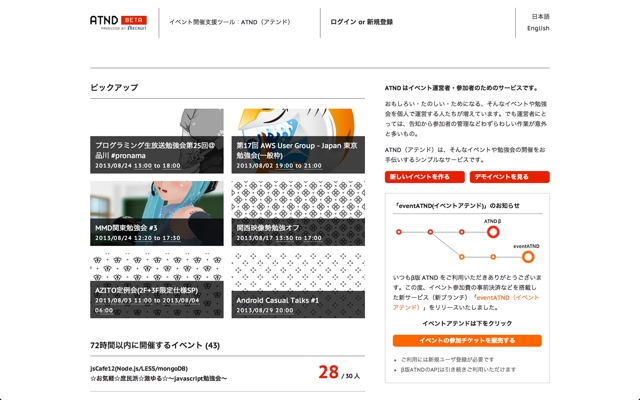 ATND BETA
PRODUCED BY RECRUIT
イベント開催支援ツール：ATND（アテンド）
ログイン or 新規登録
日本語
English
ピックアップ
プログラミング生放送勉強会第25回@
品川 #pronama
2013/08/24 13:00 to 18:00
第17回 AWS User Group - Japan 東京
勉強会(一般枠)
2013/08/02 19:00 to 21:00
MMD関東勉強会 #3
2013/08/24 12:20 to 17:30
関西映像勢勉強オフ
2013/08/17 13:30 to 17:00
AZITO定例会(2F+3F限定仕様SP)
2013/08/03 11:00 to 2013/08/04
06:00
Android Casual Talks #1
2013/08/29 20:00
72時間以内に開催するイベント (43)
jsCafe12(Node.js/LESS/mongoDB)
☆お気軽☆庶民派☆激ゆる☆～javascript勉強会～
28 / 30 人
ATND はイベント運営者・参加者のためのサービスです。
おもしろい・たのしい・ためになる、そんなイベントや勉強
会を個人で運営する人たちが増えています。でも運営者にと
っては、告知から参加者の管理などわずらわしい作業が意外
と多いもの。
ATND（アテンド）は、そんなイベントや勉強会の開催をお
手伝いするシンプルなサービスです。
新しいイベントを作る
デモイベントを見る
「eventATND(イベントアテンド)」のお知らせ
ATND β
eventATND
いつもβ版 ATND をご利用いただきありがとうございま
す。この度、イベント参加費の事前決済などを搭載し
た新サービス（新ブランチ）「eventATND（イベント
アテンド）」をリリースいたしました。
イベントアテンドは下をクリック
イベントの参加チケットを販売する
ご利用には新規ユーザ登録が必要です
β版ATNDのAPIは引き続きご利用いただけます